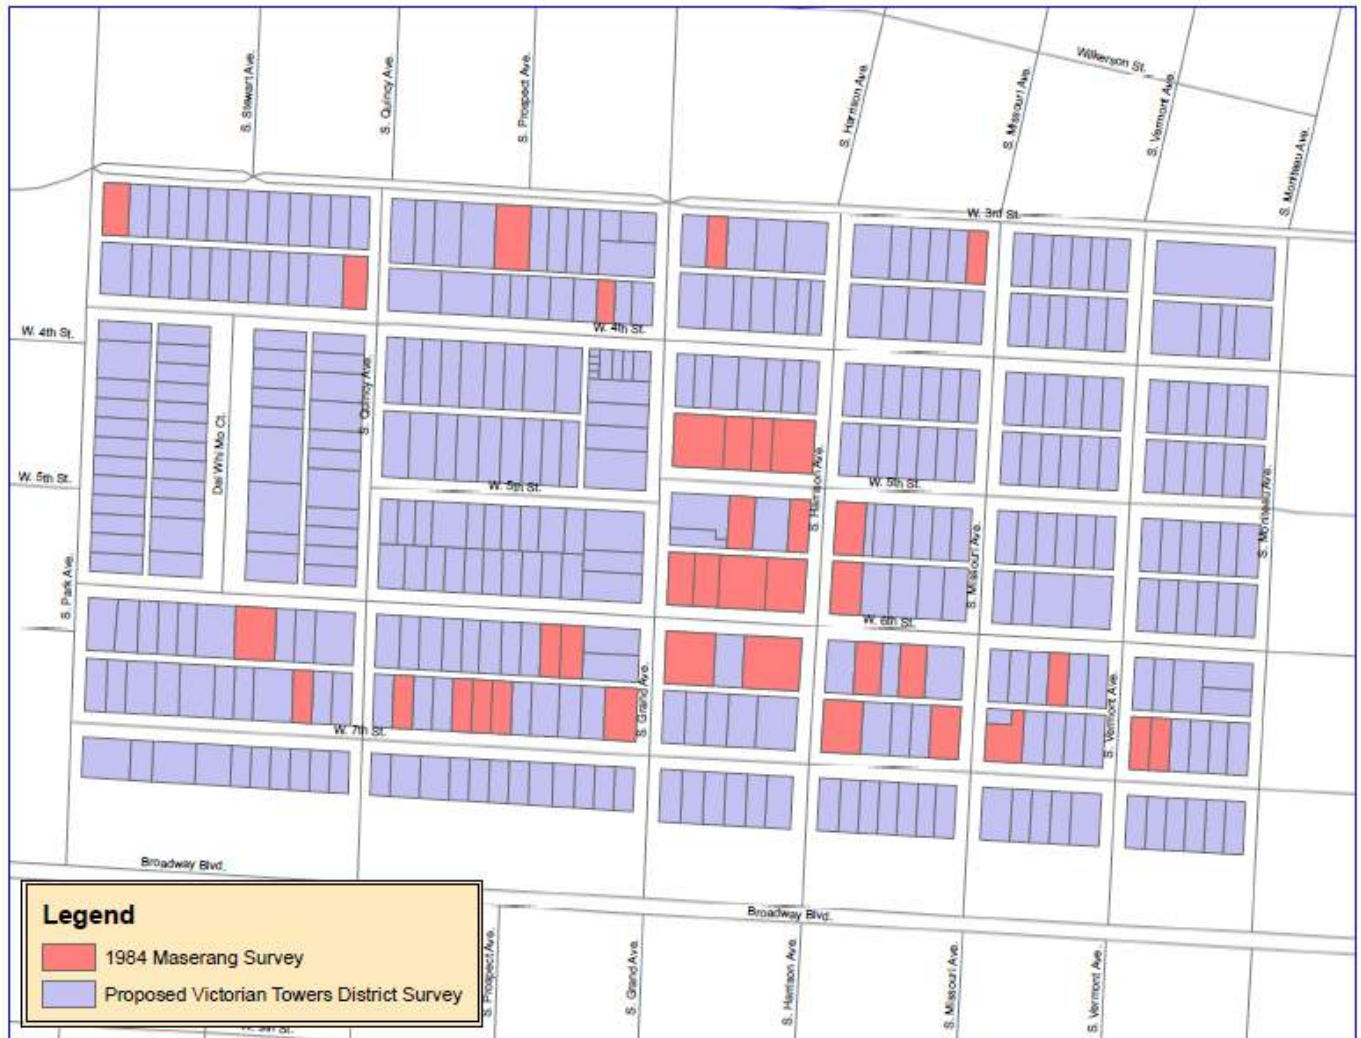 Wilkerson St.
S. Stewart Ave.
S. Quincy Ave.
S. Prospect Ave.
S. Harrison Ave.
S. Missouri Ave.
S. Vermont Ave.
S. Moniteau Ave.
W. 3rd St.
W. 4th St.
W. 4th St.
S. Quincy Ave.
Dal Whi Mo Ct.
S. Harrison Ave.
W. 5th St.
W. 5th St.
W. 5th St.
S. Moniteau Ave.
S. Missouri Ave.
S. Park Ave.
W. 6th St.
S. Grand Ave.
S. Vermont Ave.
W. 7th St.
Broadway Blvd.
Broadway Blvd.
Legend
1984 Maserang Survey
Proposed Victorian Towers District Survey
S. Prospect Ave.
S. Grand Ave.
S. Harrison Ave.
S. Missouri Ave.
S. Vermont Ave.